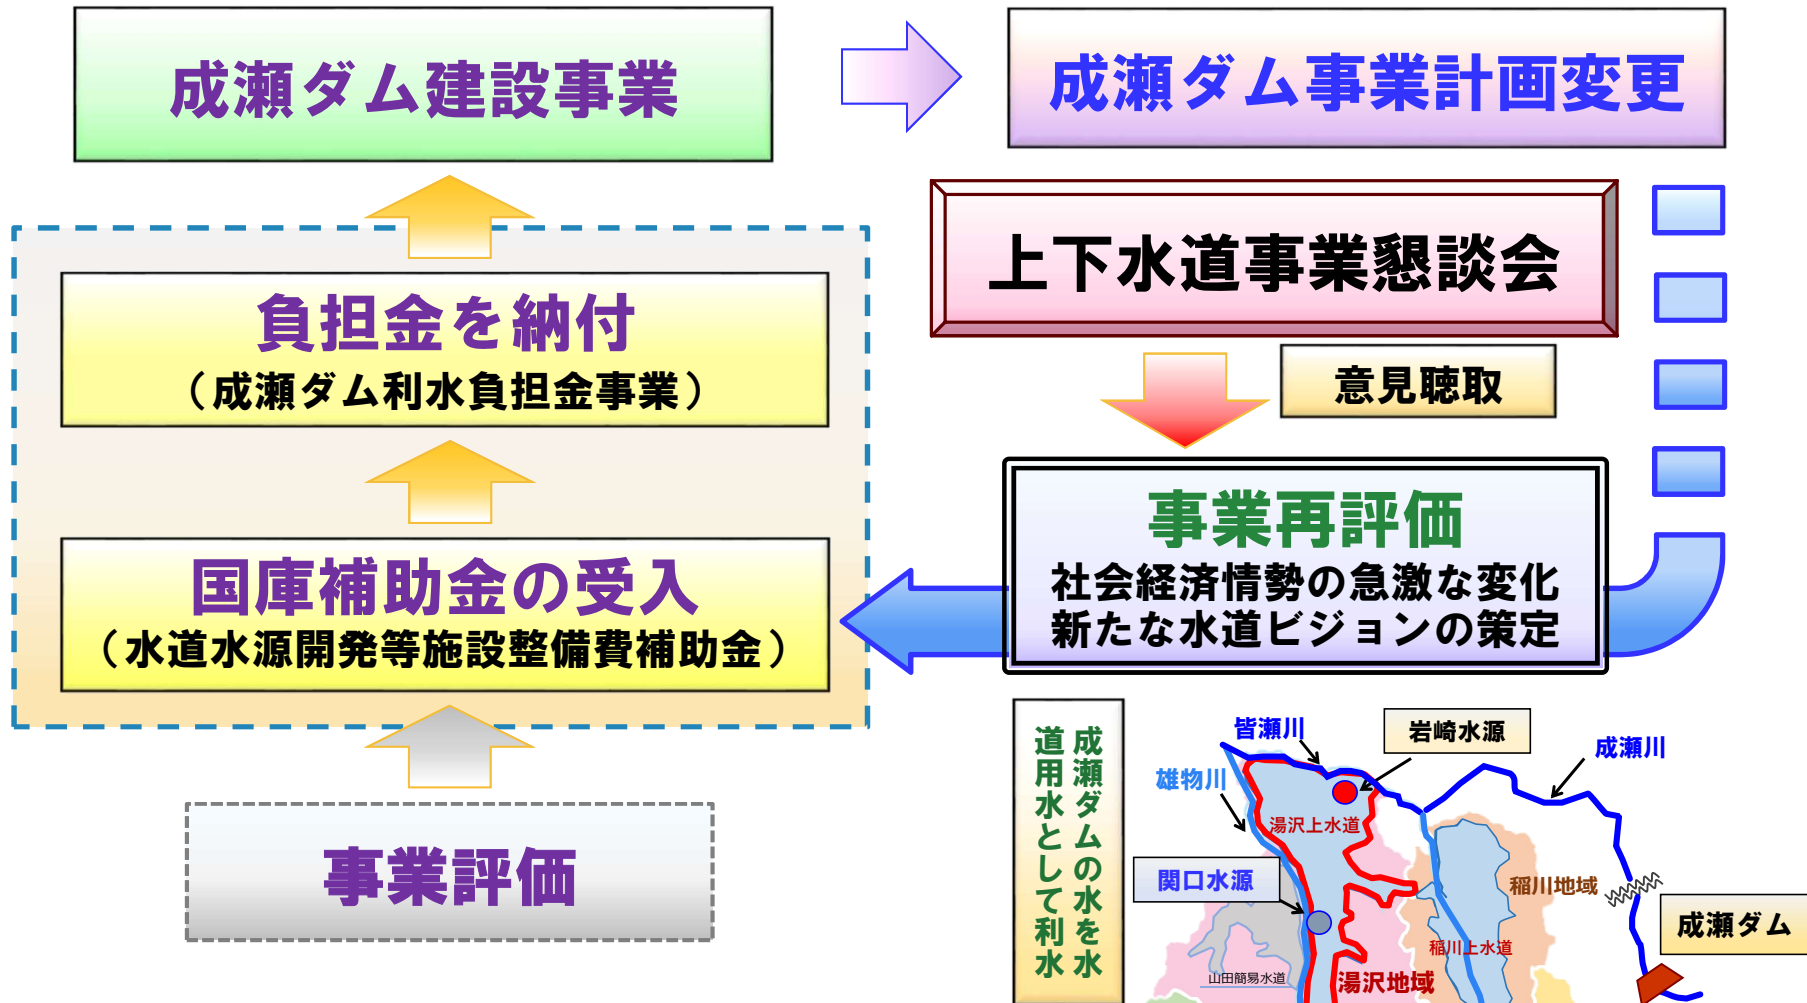 成瀬ダム建設事業
成瀬ダム事業計画変更
上下水道事業懇談会
負担金を納付
（成瀬ダム利水負担金事業）
意見聴取
事業再評価
社会経済情勢の急激な変化
新たな水道ビジョンの策定
国庫補助金の受入
（水道水源開発等施設整備費補助金）
事業評価
成瀬ダムの水を水
道用水として利水
皆瀬川
岩崎水源
成瀬川
雄物川
湯沢上水道
関口水源
稲川地域
成瀬ダム
稲川上水道
山田簡易水道
湯沢地域